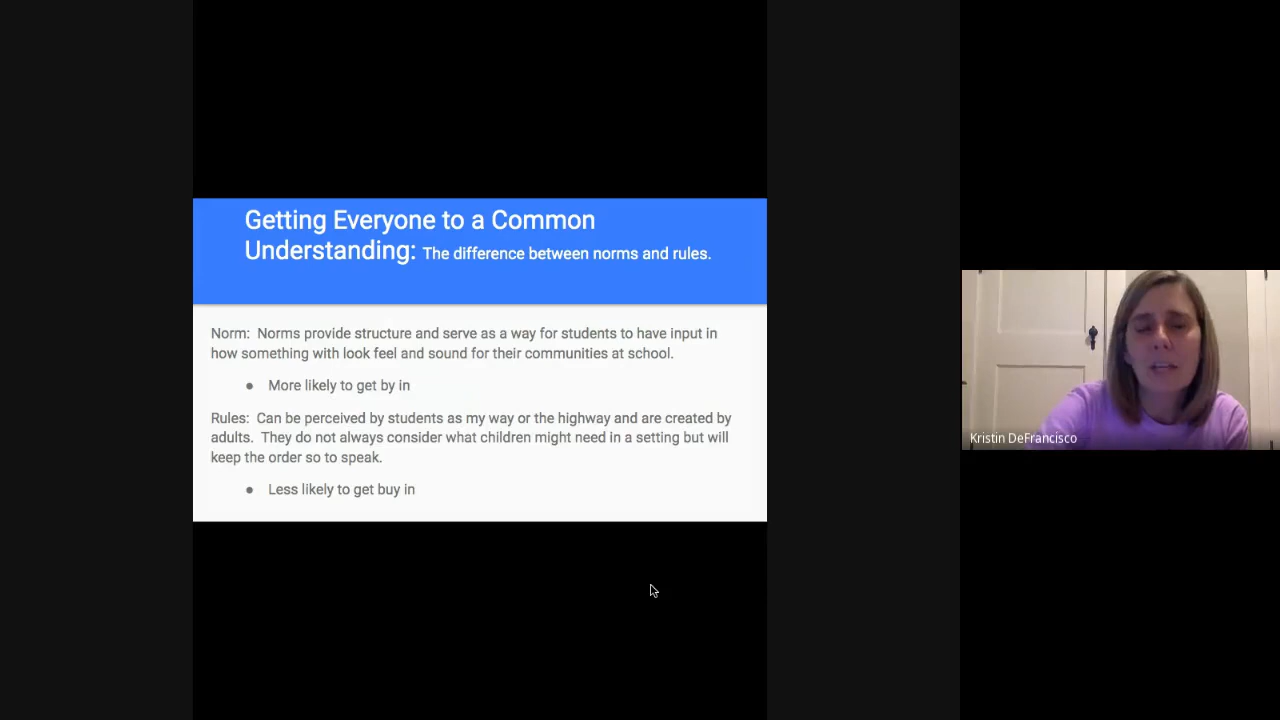 Getting Everyone to a Common
Understanding: The difference between norms and rules.
Norm: Norms provide structure and serve as a way for students to have input in
how something with look feel and sound for their communities at school.
● More likely to get by in
Rules: Can be perceived by students as my way or the highway and are created by
adults. They do not always consider what children might need in a setting but will
keep the order so to speak.
● Less likely to get buy in
Kristin DeFrancisco